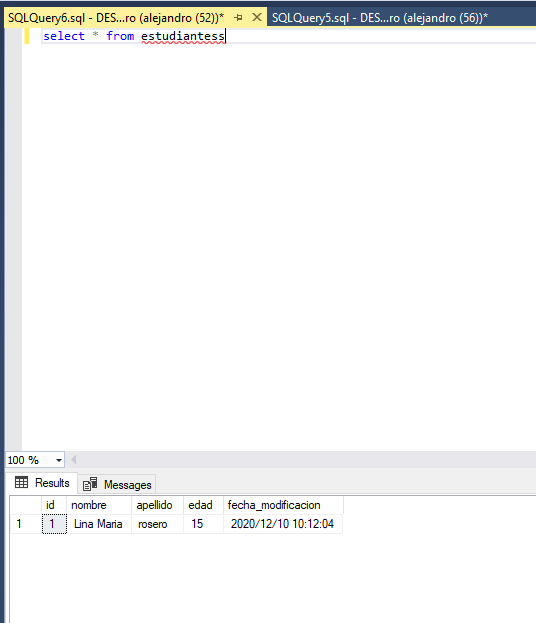 SQLQuery6.sql - DES...ro (alejandro (52))* SQLQuery5.sql - DES...ro (alejandro (56))*
select * from estudiantess
100 %
Results Messages
id nombre apellido edad fecha_modificacion
1 1 Lina Maria rosero 15 2020/12/10 10:12:04